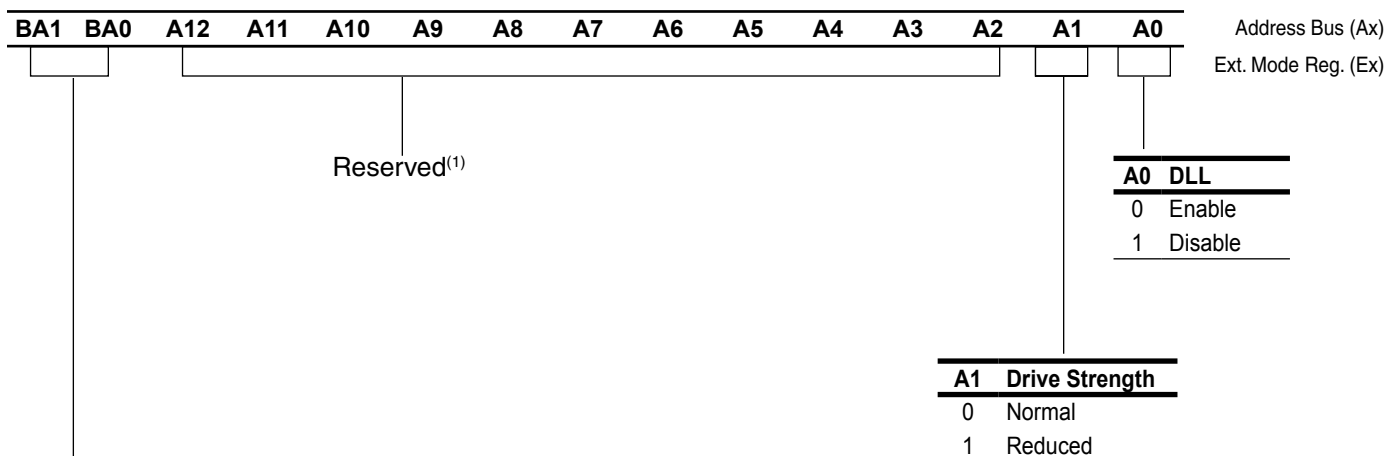 BA1 BA0 A12 A11 A10 A9 A8 A7 A6 A5 A4 A3 A2 A1 A0 Address Bus (Ax)
Ext. Mode Reg. (Ex)
Reserved(1)
A0 DLL
0 Enable
1 Disable
A1 Drive Strength
0 Normal
1 Reduced